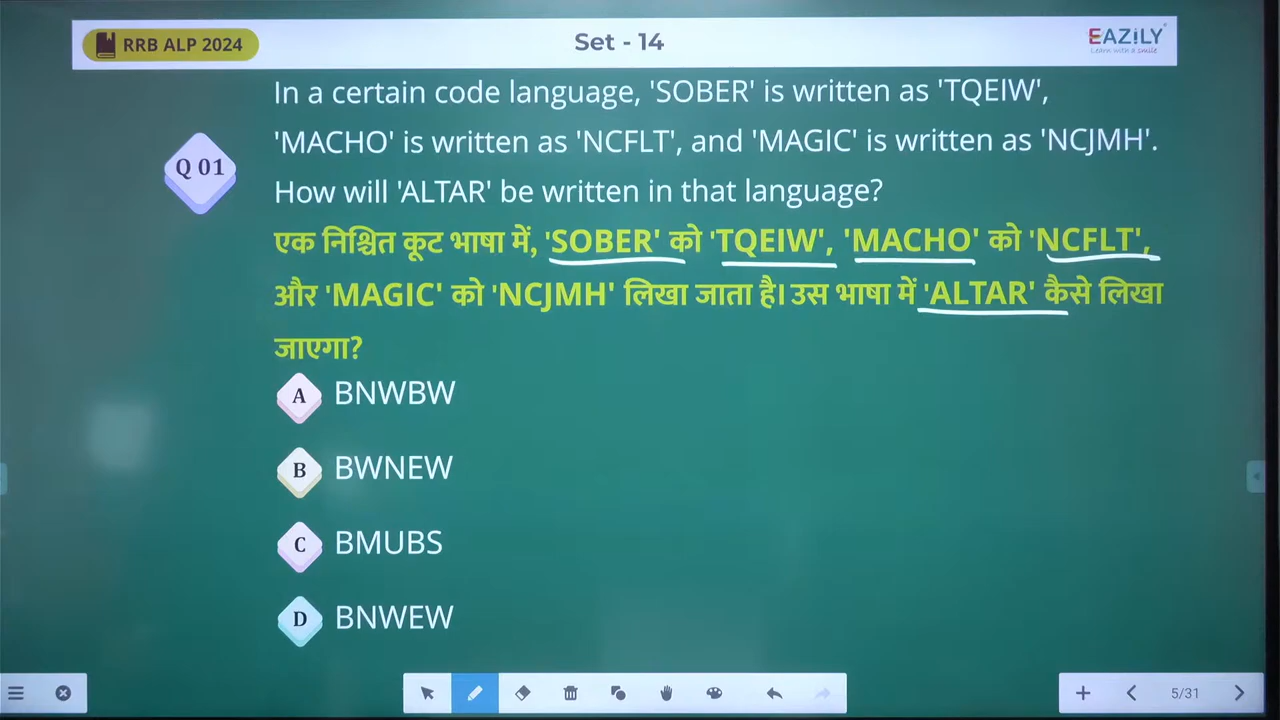 RRB ALP 2024
Set - 14
EAZILY
Learn with a smile
In a certain code language, 'SOBER' is written as 'TQEIW',
Q 01
'MACHO' is written as 'NCFLT', and 'MAGIC' is written as 'NCJMH'.
How will 'ALTAR' be written in that language?
एक निश्चित कूट भाषा में, 'SOBER' को 'TQEIW', 'MACHO' को 'NCFLT',
और 'MAGIC' को 'NCJMH' लिखा जाता है। उस भाषा में 'ALTAR' कैसे लिखा
जाएगा?
A BNWBW
B BWNEW
C BMUBS
D BNWEW
5/31